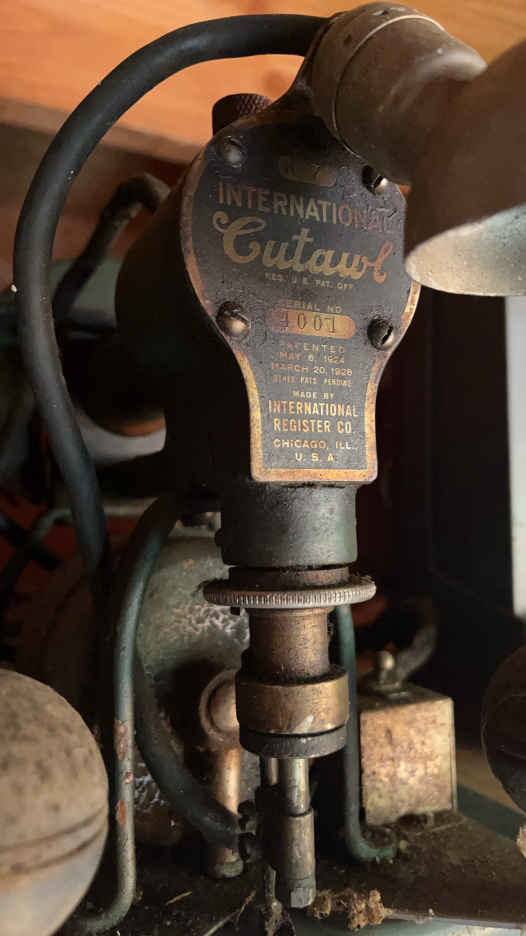 INTERNATIONAL
Cutawl
REG. U.S. PAT. OFF.
SERIAL NO.
4001
PATENTED
MAY 6, 1924
MARCH 20, 1928
OTHER PATS. PENDING
MADE BY
INTERNATIONAL
REGISTER CO.
CHICAGO, ILL.,
U. S. A.